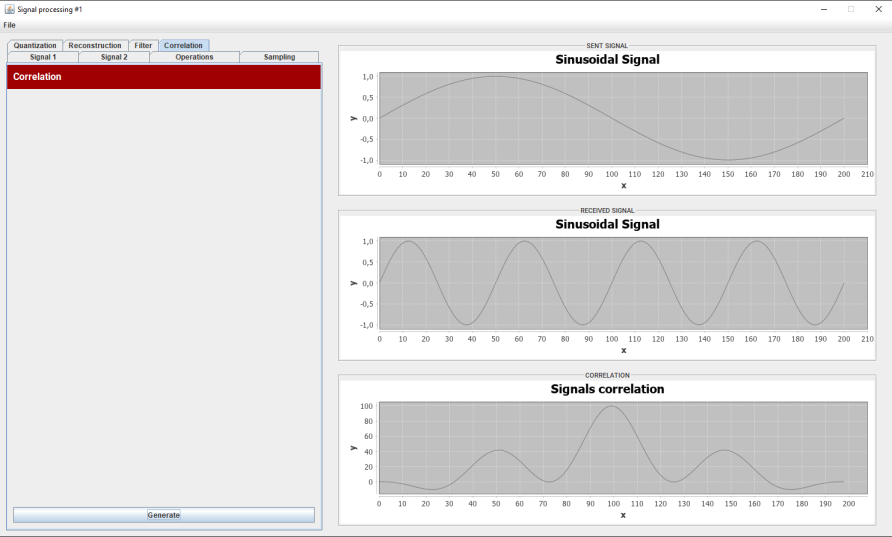 Signal processing #1
File
Quantization Reconstruction Filter Correlation
Signal 1 Signal 2 Operations Sampling
Correlation
Generate
SENT SIGNAL
Sinusoidal Signal
1,0
0,5
0,0
-0,5
-1,0
y
0 10 20 30 40 50 60 70 80 90 100 110 120 130 140 150 160 170 180 190 200 210
x
RECEIVED SIGNAL
Sinusoidal Signal
1,0
0,5
0,0
-0,5
-1,0
y
0 10 20 30 40 50 60 70 80 90 100 110 120 130 140 150 160 170 180 190 200 210
x
CORRELATION
Signals correlation
100
80
60
40
20
0
y
0 10 20 30 40 50 60 70 80 90 100 110 120 130 140 150 160 170 180 190 200
x